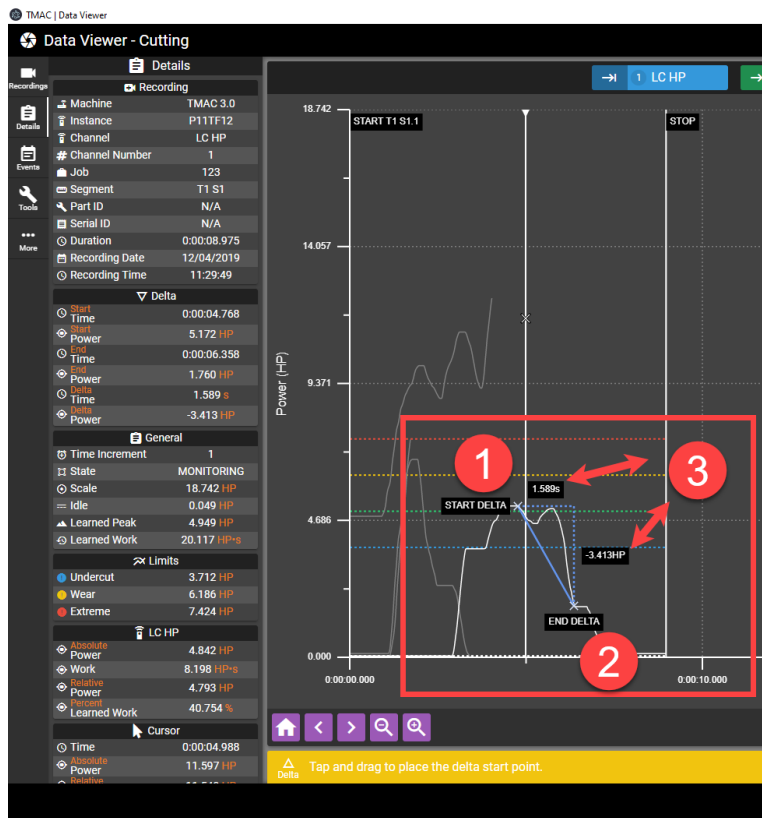 TMAC | Data Viewer
Data Viewer - Cutting
Recordings
Details
Events
Tools
More
Details
Recording
Machine TMAC 3.0
Instance P11TF12
Channel LC HP
Channel Number 1
Job 123
Segment T1 S1
Part ID N/A
Serial ID N/A
Duration 0:00:08.975
Recording Date 12/04/2019
Recording Time 11:29:49
Delta
Start Time 0:00:04.768
Start Power 5.172 HP
End Time 0:00:06.358
End Power 1.760 HP
Delta Time 1.589 s
Delta Power -3.413 HP
General
Time Increment 1
State MONITORING
Scale 18.742 HP
Idle 0.049 HP
Learned Peak 4.949 HP
Learned Work 20.117 HP•s
Limits
Undercut 3.712 HP
Wear 6.186 HP
Extreme 7.424 HP
LC HP
Absolute Power 4.842 HP
Work 8.198 HP•s
Relative Power 4.793 HP
Percent Learned Work 40.754 %
Cursor
Time 0:00:04.988
Absolute Power 11.597 HP
Relative
1 LC HP
18.742
START T1 S1.1
STOP
14.057
9.371
Power (HP)
1
3
1.589s
START DELTA
4.686
-3.413HP
END DELTA
2
0.000
0:00:00.000
0:00:10.000
Delta
Tap and drag to place the delta start point.